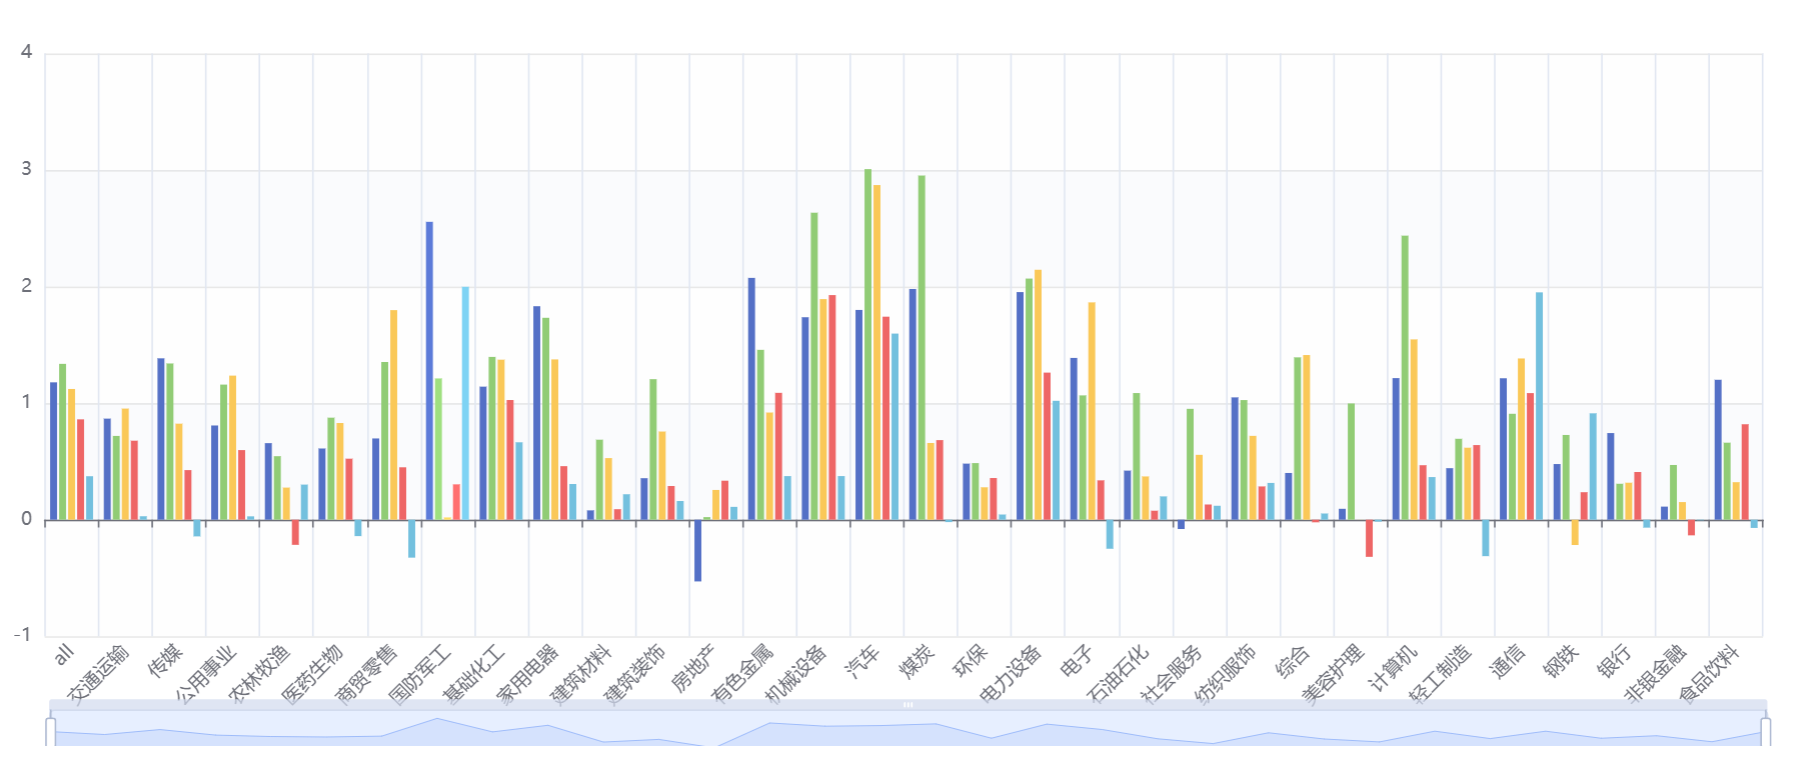 4
3
2
1
0
-1
all
交通运输
传媒
公用事业
农林牧渔
医药生物
商贸零售
国防军工
基础化工
家用电器
建筑材料
建筑装饰
房地产
有色金属
机械设备
汽车
煤炭
环保
电力设备
电子
石油石化
社会服务
纺织服饰
综合
美容护理
计算机
轻工制造
通信
钢铁
银行
非银金融
食品饮料